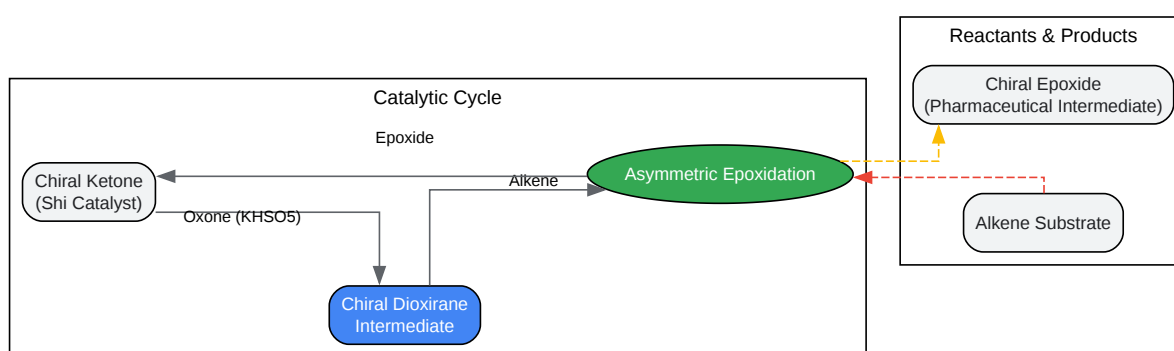 Reactants & Products
Chiral Epoxide
(Pharmaceutical Intermediate)
Catalytic Cycle
Epoxide
Asymmetric Epoxidation
Alkene
Chiral Ketone
(Shi Catalyst)
Oxone (KHSO5)
Alkene Substrate
Chiral Dioxirane
Intermediate